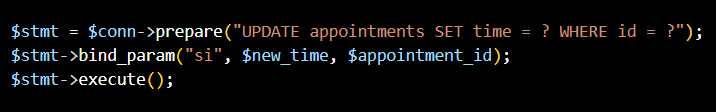 $stmt = $conn->prepare("UPDATE appointments SET time = ? WHERE id = ?");
$stmt->bind_param("si", $new_time, $appointment_id);
$stmt->execute();